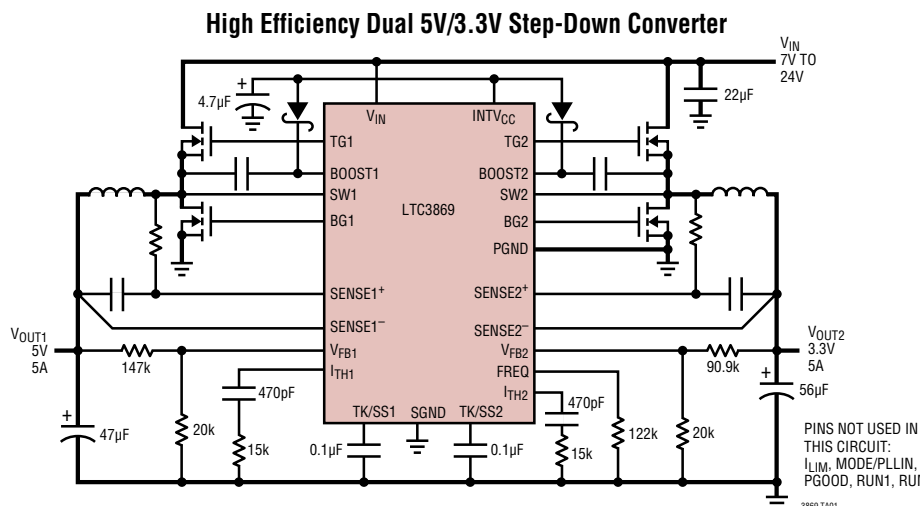 High Efficiency Dual 5V/3.3V Step-Down Converter
VIN
7V TO
24V
4.7µF
22µF
VIN
INTVCC
TG1
TG2
BOOST1
BOOST2
SW1
SW2
LTC3869
BG1
BG2
PGND
SENSE1+
SENSE2+
SENSE1–
SENSE2–
VOUT1
5V
5A
VOUT2
3.3V
5A
147k
VFB1
VFB2
90.9k
ITH1
FREQ
ITH2
470pF
470pF
56µF
47µF
20k
15k
0.1µF
TK/SS1
SGND
TK/SS2
0.1µF
15k
122k
20k
PINS NOT USED IN
THIS CIRCUIT:
ILIM, MODE/PLLIN,
PGOOD, RUN1,